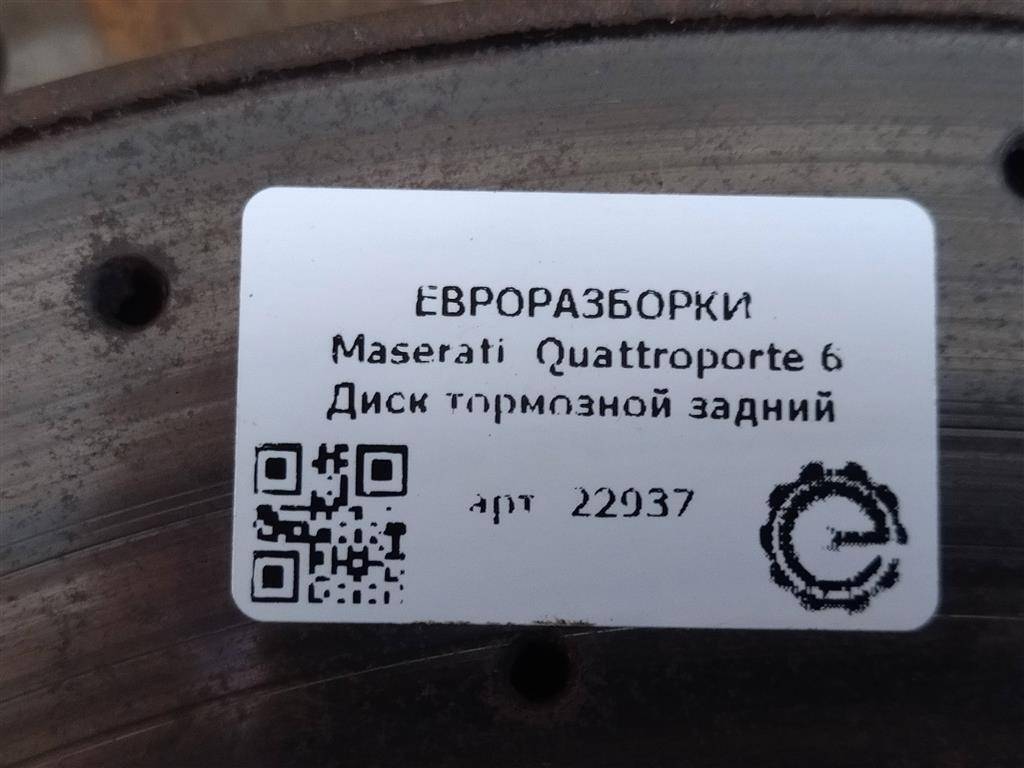 ЕВРОРАЗБОРКИ
Maserati Quattroporte 6
Диск тормозной задний
арт 22937